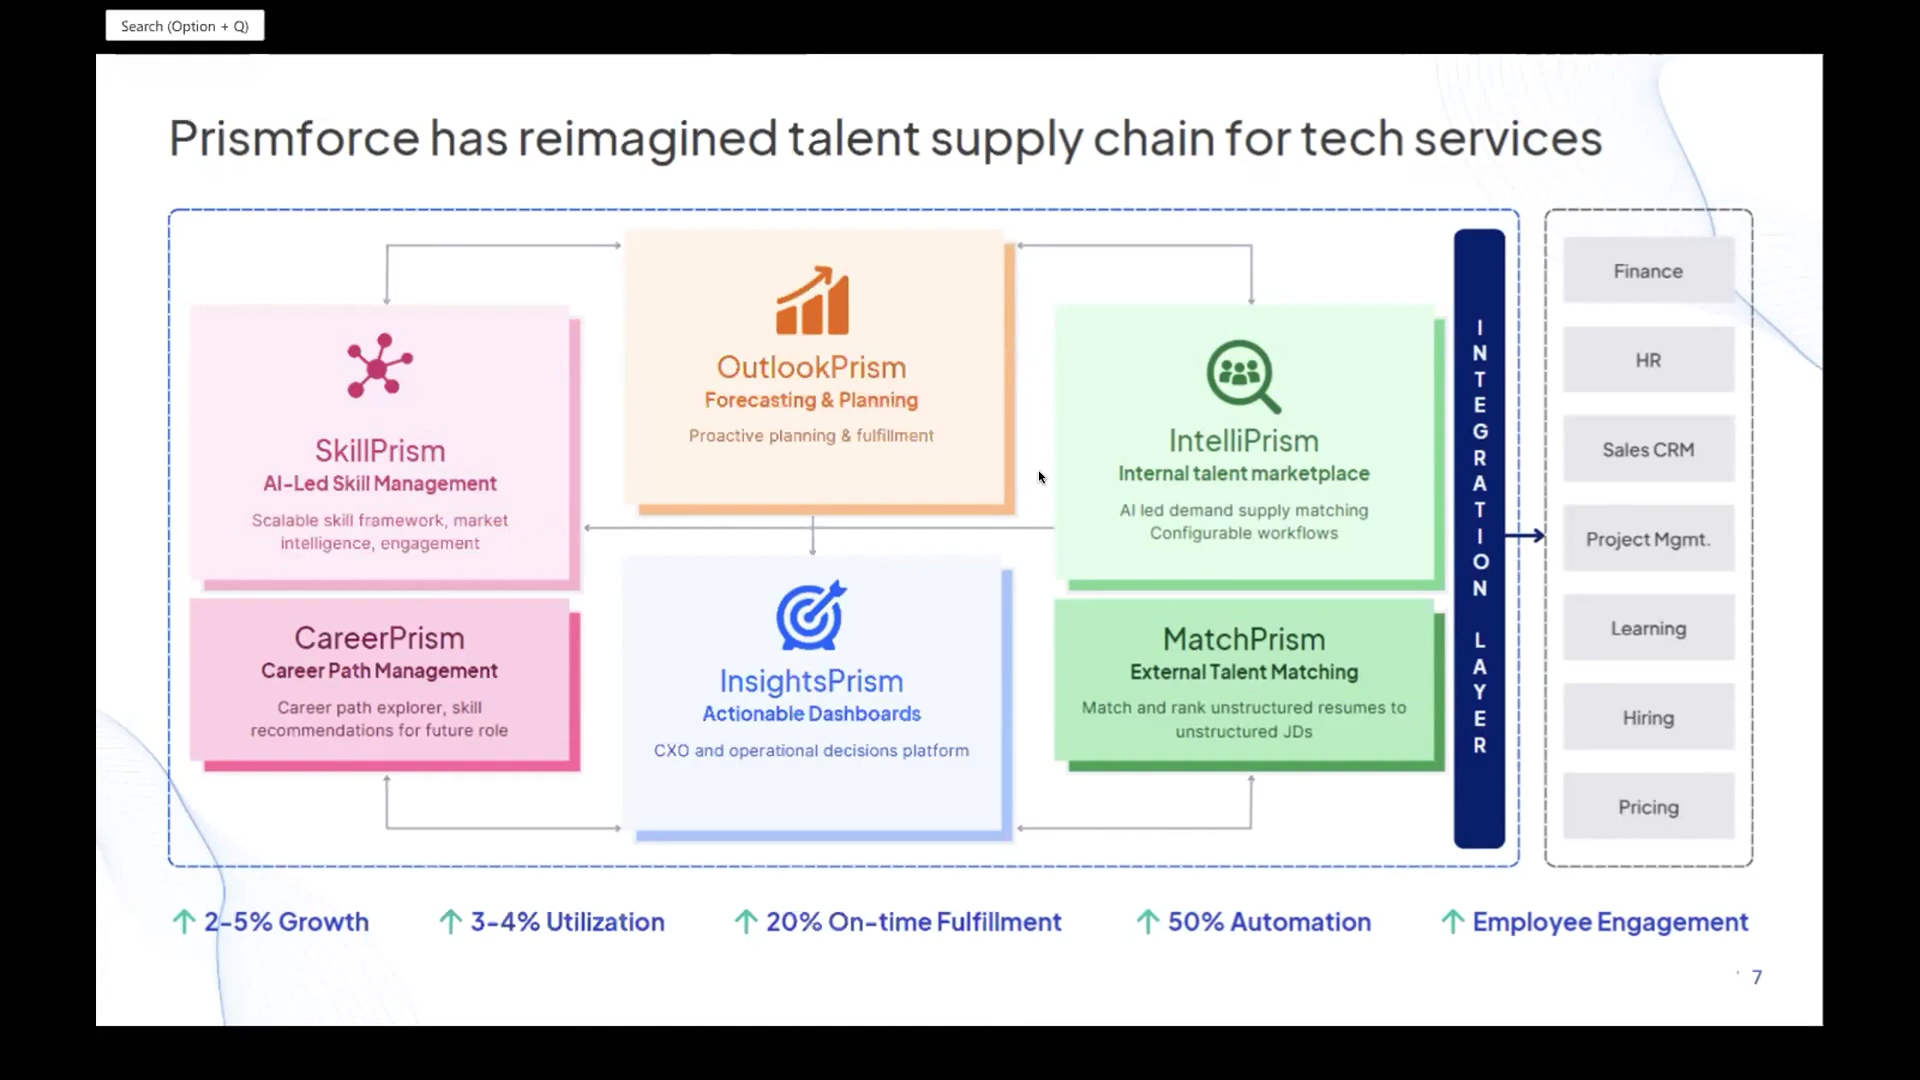 Search (Option + Q)
Prismforce has reimagined talent supply chain for tech services
SkillPrism
AI-Led Skill Management
Scalable skill framework, market
intelligence, engagement
CareerPrism
Career Path Management
Career path explorer, skill
recommendations for future role
OutlookPrism
Forecasting & Planning
Proactive planning & fulfillment
InsightsPrism
Actionable Dashboards
CXO and operational decisions platform
IntelliPrism
Internal talent marketplace
AI led demand supply matching
Configurable workflows
MatchPrism
External Talent Matching
Match and rank unstructured resumes to
unstructured JDs
INTEGRATION LAYER
Finance
HR
Sales CRM
Project Mgmt.
Learning
Hiring
Pricing
↑ 2-5% Growth
↑ 3-4% Utilization
↑ 20% On-time Fulfillment
↑ 50% Automation
↑ Employee Engagement
7